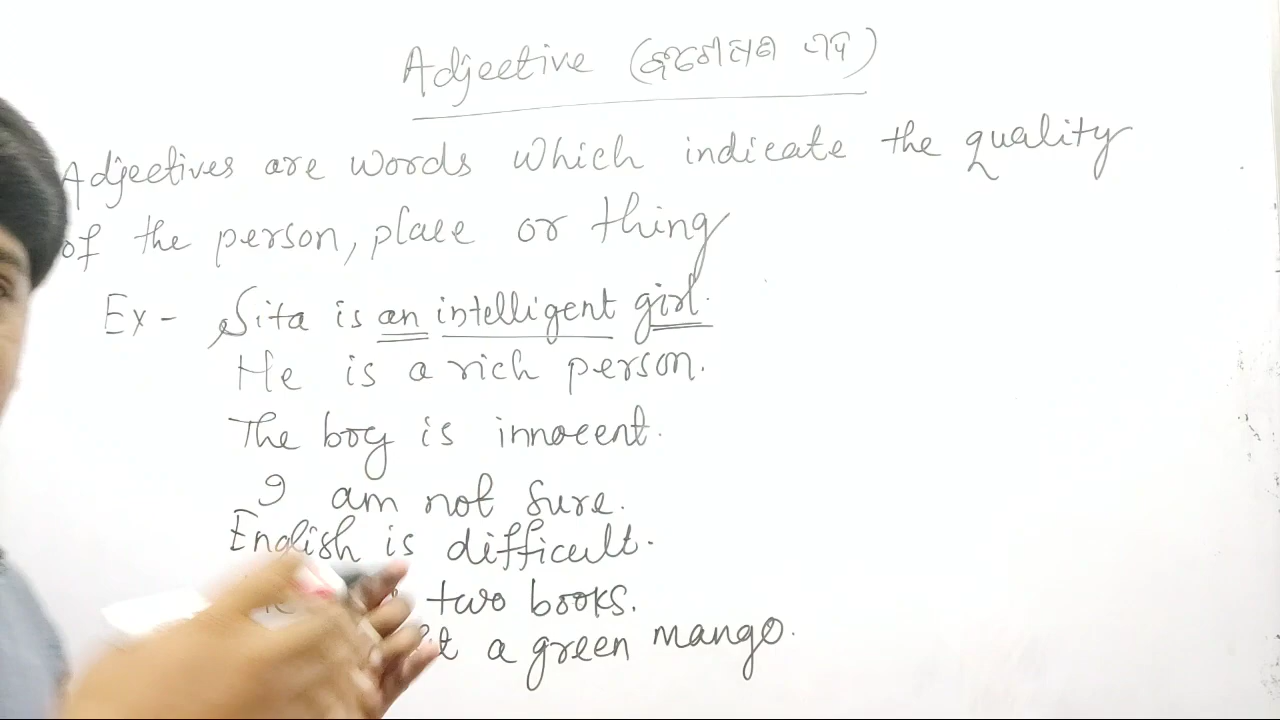 Adjective (ବିଶେଷଣ ପଦ)
Adjectives are words which indicate the quality
of the person, place or thing
Ex - Sita is an intelligent girl.
He is a rich person.
The boy is innocent.
I am not sure.
English is difficult.
two books.
a green mango.